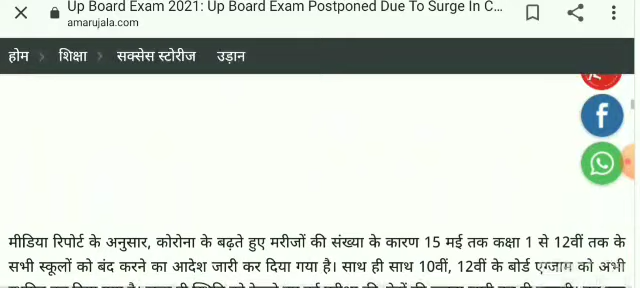 Up Board Exam 2021: Up Board Exam Postponed Due To Surge In C...
amarujala.com
होम > शिक्षा > सक्सेस स्टोरीज उड़ान
मीडिया रिपोर्ट के अनुसार, कोरोना के बढ़ते हुए मरीजों की संख्या के कारण 15 मई तक कक्षा 1 से 12वीं तक के
सभी स्कूलों को बंद करने का आदेश जारी कर दिया गया है। साथ ही साथ 10वीं, 12वीं के बोर्ड एग्जाम को अभी